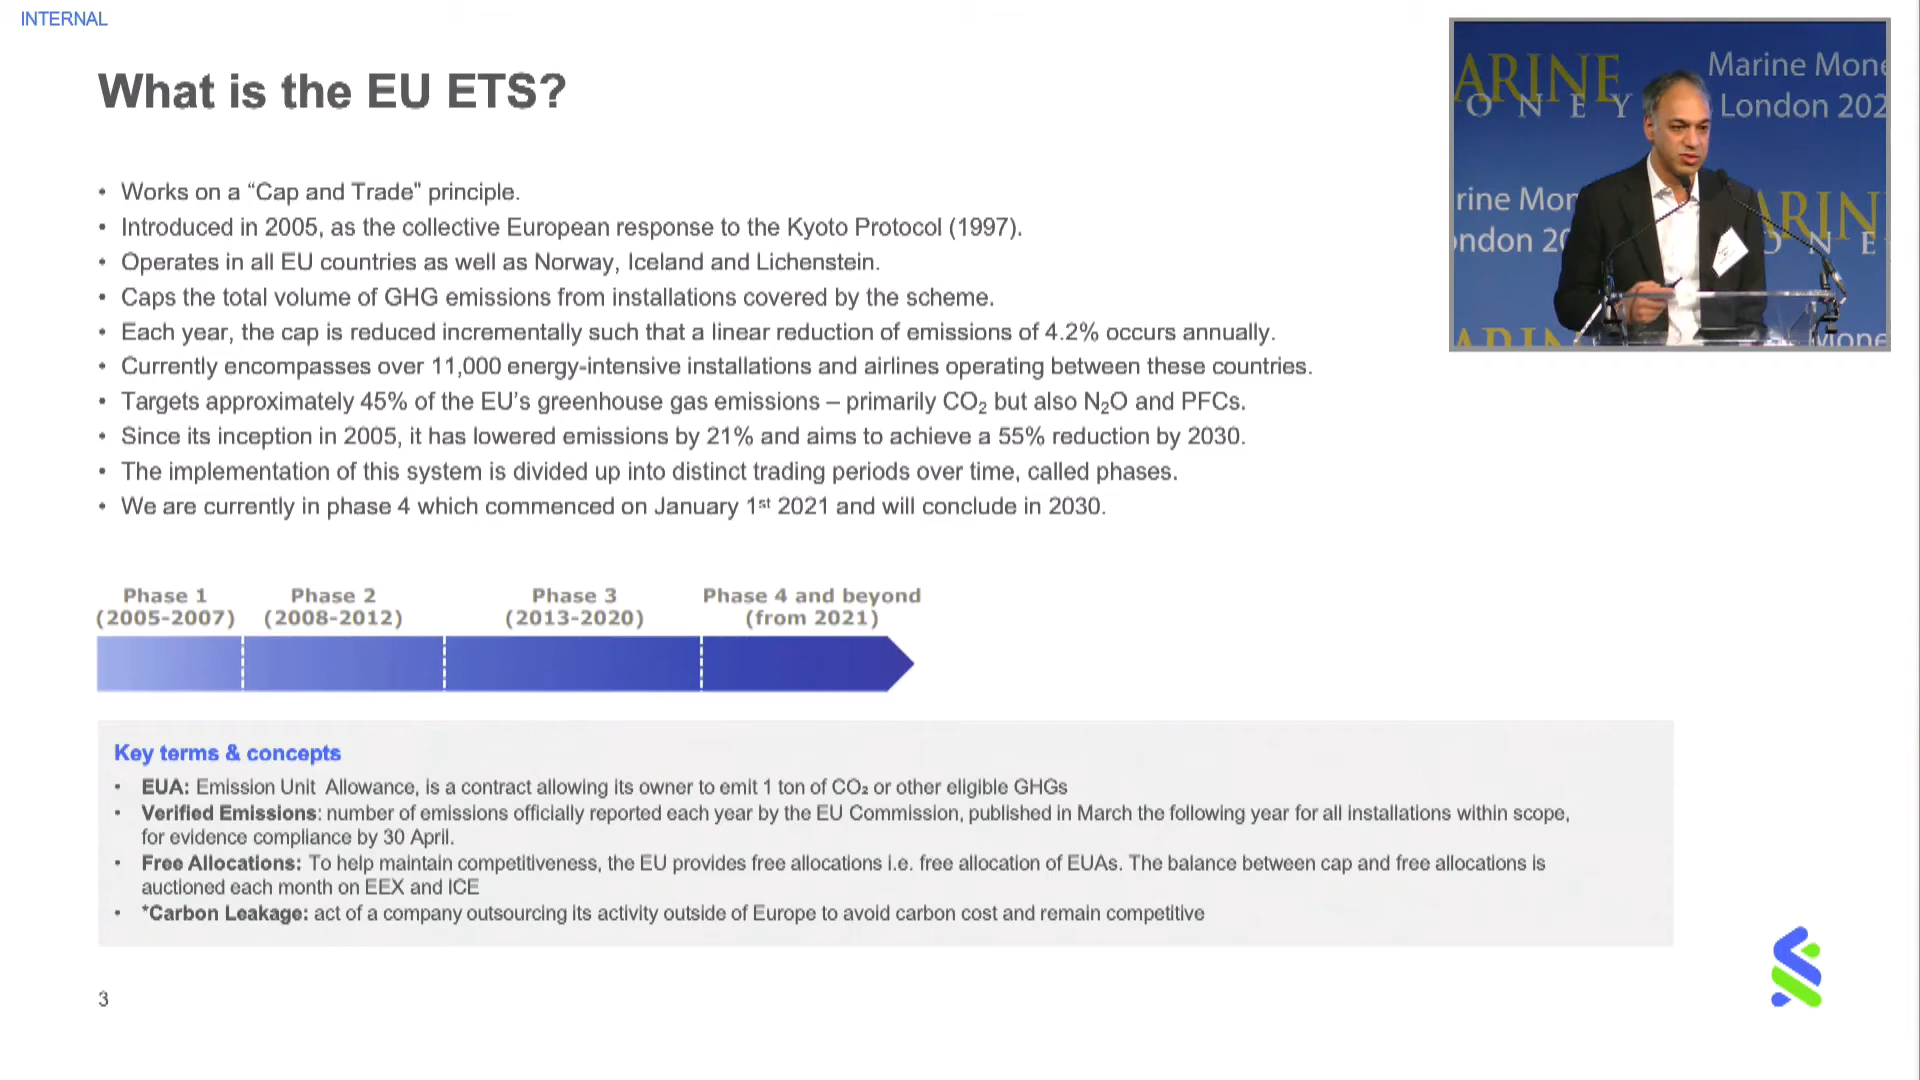 INTERNAL
What is the EU ETS?
• Works on a “Cap and Trade" principle.
• Introduced in 2005, as the collective European response to the Kyoto Protocol (1997).
• Operates in all EU countries as well as Norway, Iceland and Lichenstein.
• Caps the total volume of GHG emissions from installations covered by the scheme.
• Each year, the cap is reduced incrementally such that a linear reduction of emissions of 4.2% occurs annually.
• Currently encompasses over 11,000 energy-intensive installations and airlines operating between these countries.
• Targets approximately 45% of the EU’s greenhouse gas emissions – primarily CO₂ but also N₂O and PFCs.
• Since its inception in 2005, it has lowered emissions by 21% and aims to achieve a 55% reduction by 2030.
• The implementation of this system is divided up into distinct trading periods over time, called phases.
• We are currently in phase 4 which commenced on January 1st 2021 and will conclude in 2030.
Phase 1 Phase 2 Phase 3 Phase 4 and beyond
(2005-2007) (2008-2012) (2013-2020) (from 2021)
Key terms & concepts
• EUA: Emission Unit Allowance, is a contract allowing its owner to emit 1 ton of CO₂ or other eligible GHGs
• Verified Emissions: number of emissions officially reported each year by the EU Commission, published in March the following year for all installations within scope,
for evidence compliance by 30 April.
• Free Allocations: To help maintain competitiveness, the EU provides free allocations i.e. free allocation of EUAs. The balance between cap and free allocations is
auctioned each month on EEX and ICE
• *Carbon Leakage: act of a company outsourcing its activity outside of Europe to avoid carbon cost and remain competitive
3
ARINE Marine Mone
ONEY London 202
rine Mon ARIN
ondon 20 O N E
ARIN Mone